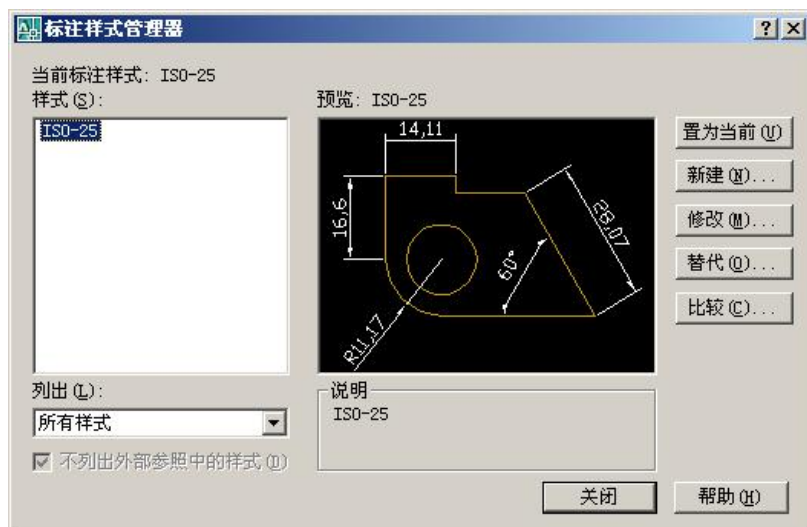 标注样式管理器
当前标注样式: ISO-25
样式(S):
ISO-25
预览: ISO-25
14,11
16,6
28,07
60°
R11,17
置为当前(U)
新建(N)...
修改(M)...
替代(O)...
比较(C)...
列出(L):
所有样式
不列出外部参照中的样式(D)
说明
ISO-25
关闭
帮助(H)